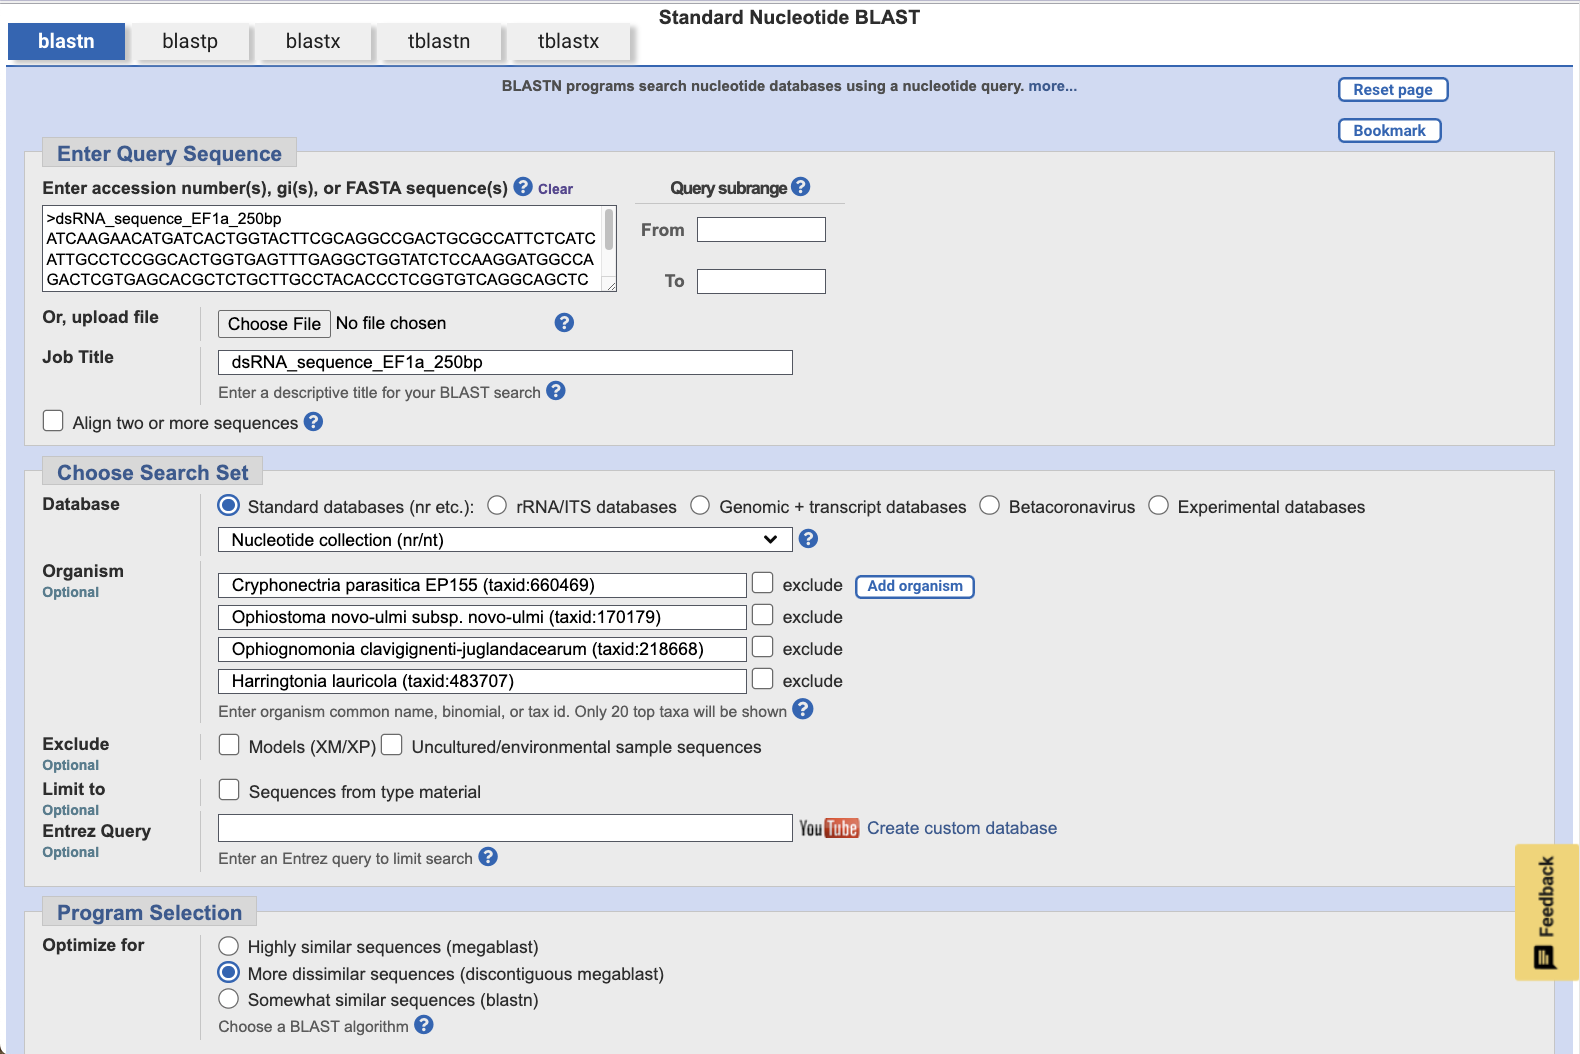 Standard Nucleotide BLAST
blastn blastp blastx tblastn tblastx
BLASTN programs search nucleotide databases using a nucleotide query. more...
Reset page
Bookmark
Enter Query Sequence
Enter accession number(s), gi(s), or FASTA sequence(s) ? Clear
Query subrange ?
>dsRNA_sequence_EF1a_250bp
ATCAAGAACATGATCACTGGTACTTCGCAGGCCGACTGCGCCATTCTCATC
ATTGCCTCCGGCACTGGTGAGTTTGAGGCTGGTATCTCCAAGGATGGCCA
GACTCGTGAGCACGCTCTGCTTGCCTACACCCTCGGTGTCAGGCAGCTC
From
To
Or, upload file Choose File No file chosen ?
Job Title dsRNA_sequence_EF1a_250bp
Enter a descriptive title for your BLAST search ?
Align two or more sequences ?
Choose Search Set
Database Standard databases (nr etc.): rRNA/ITS databases Genomic + transcript databases Betacoronavirus Experimental databases
Nucleotide collection (nr/nt) ?
Organism
Optional
Cryphonectria parasitica EP155 (taxid:660469) exclude Add organism
Ophiostoma novo-ulmi subsp. novo-ulmi (taxid:170179) exclude
Ophiognomonia clavigignenti-juglandacearum (taxid:218668) exclude
Harringtonia lauricola (taxid:483707) exclude
Enter organism common name, binomial, or tax id. Only 20 top taxa will be shown ?
Exclude
Optional
Models (XM/XP) Uncultured/environmental sample sequences
Limit to
Optional
Sequences from type material
Entrez Query
Optional
YouTube Create custom database
Enter an Entrez query to limit search ?
Feedback
Program Selection
Optimize for
Highly similar sequences (megablast)
More dissimilar sequences (discontiguous megablast)
Somewhat similar sequences (blastn)
Choose a BLAST algorithm ?